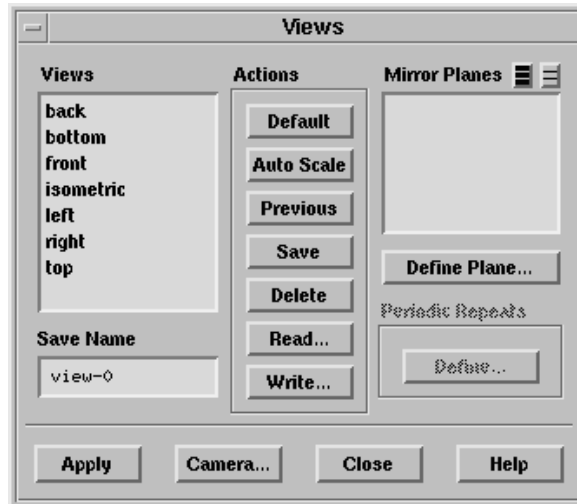 Views
Views
back
bottom
front
isometric
left
right
top
Save Name
view-0
Actions
Default
Auto Scale
Previous
Save
Delete
Read...
Write...
Mirror Planes
Define Plane...
Periodic Repeats
Define...
Apply
Camera...
Close
Help